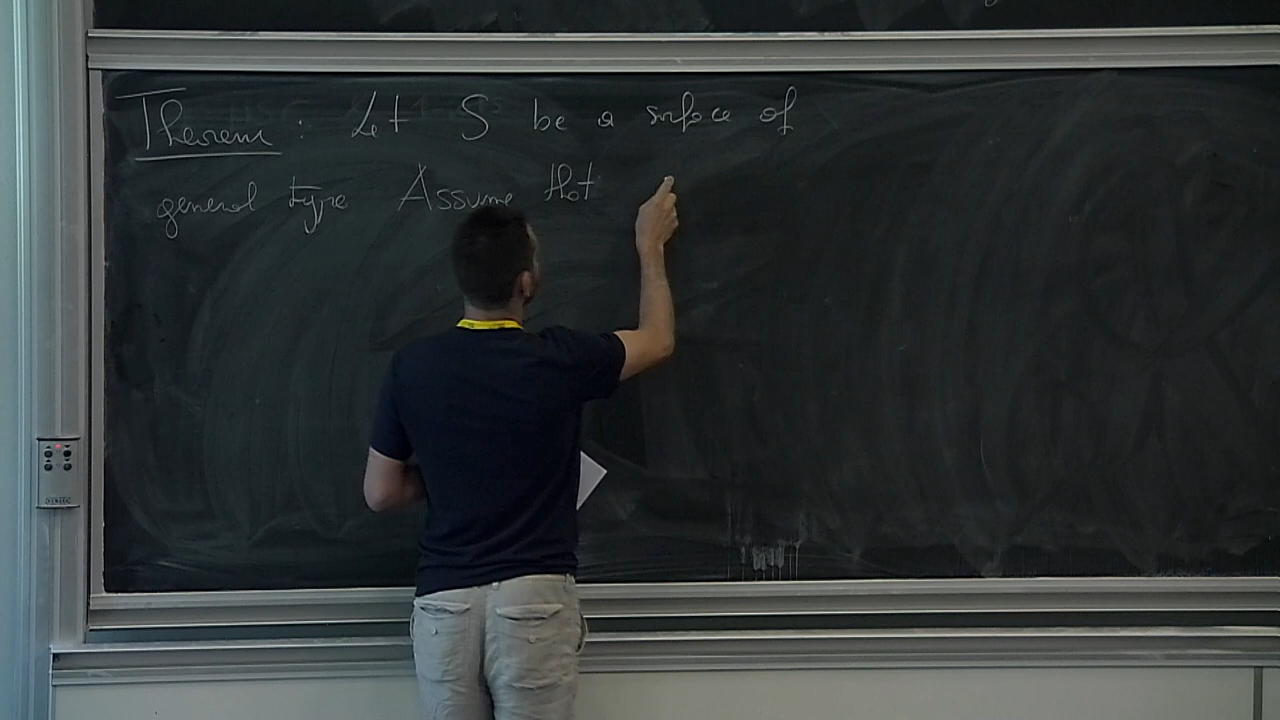 Theorem : Let S be a surface of
general type Assume that